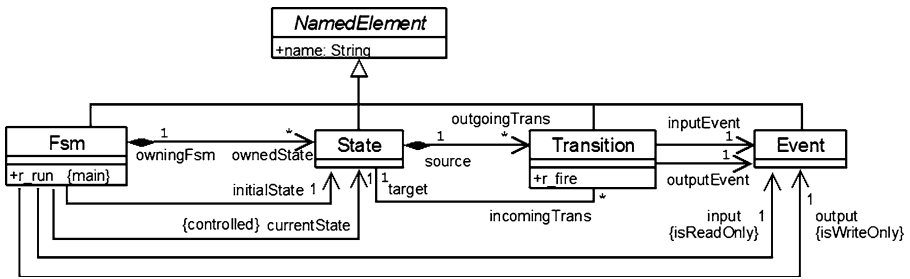 NamedElement
+name: String
Fsm
+r_run {main}
1
*
owningFsm
ownedState
State
1
outgoingTrans
*
source
Transition
+r_fire
inputEvent
1
1
outputEvent
Event
initialState 1
1
1
target
*
incomingTrans
{controlled} currentState
input 1
{isReadOnly}
1
output
{isWriteOnly}